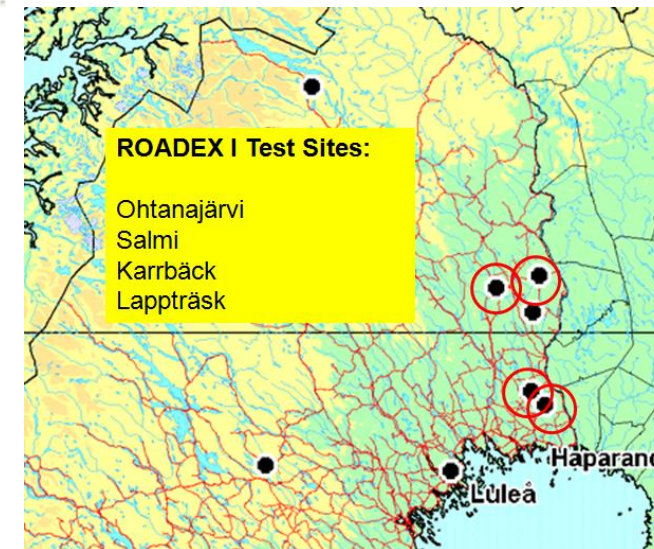 ROADEX I Test Sites:
Ohtanajärvi
Salmi
Karrbäck
Lappträsk
Haparand
Luleå